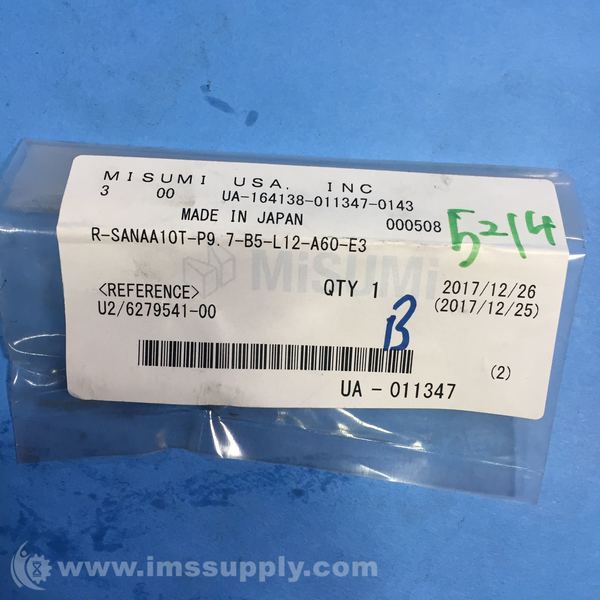 MISUMI USA, INC
3 00 UA-164138-011347-0143
MADE IN JAPAN 000508
5214
R-SANAA10T-P9.7-B5-L12-A60-E3
MiSUMi
<REFERENCE> QTY 1 2017/12/26
U2/6279541-00 (2017/12/25)
B
(2)
UA - 011347
www.imssupply.com